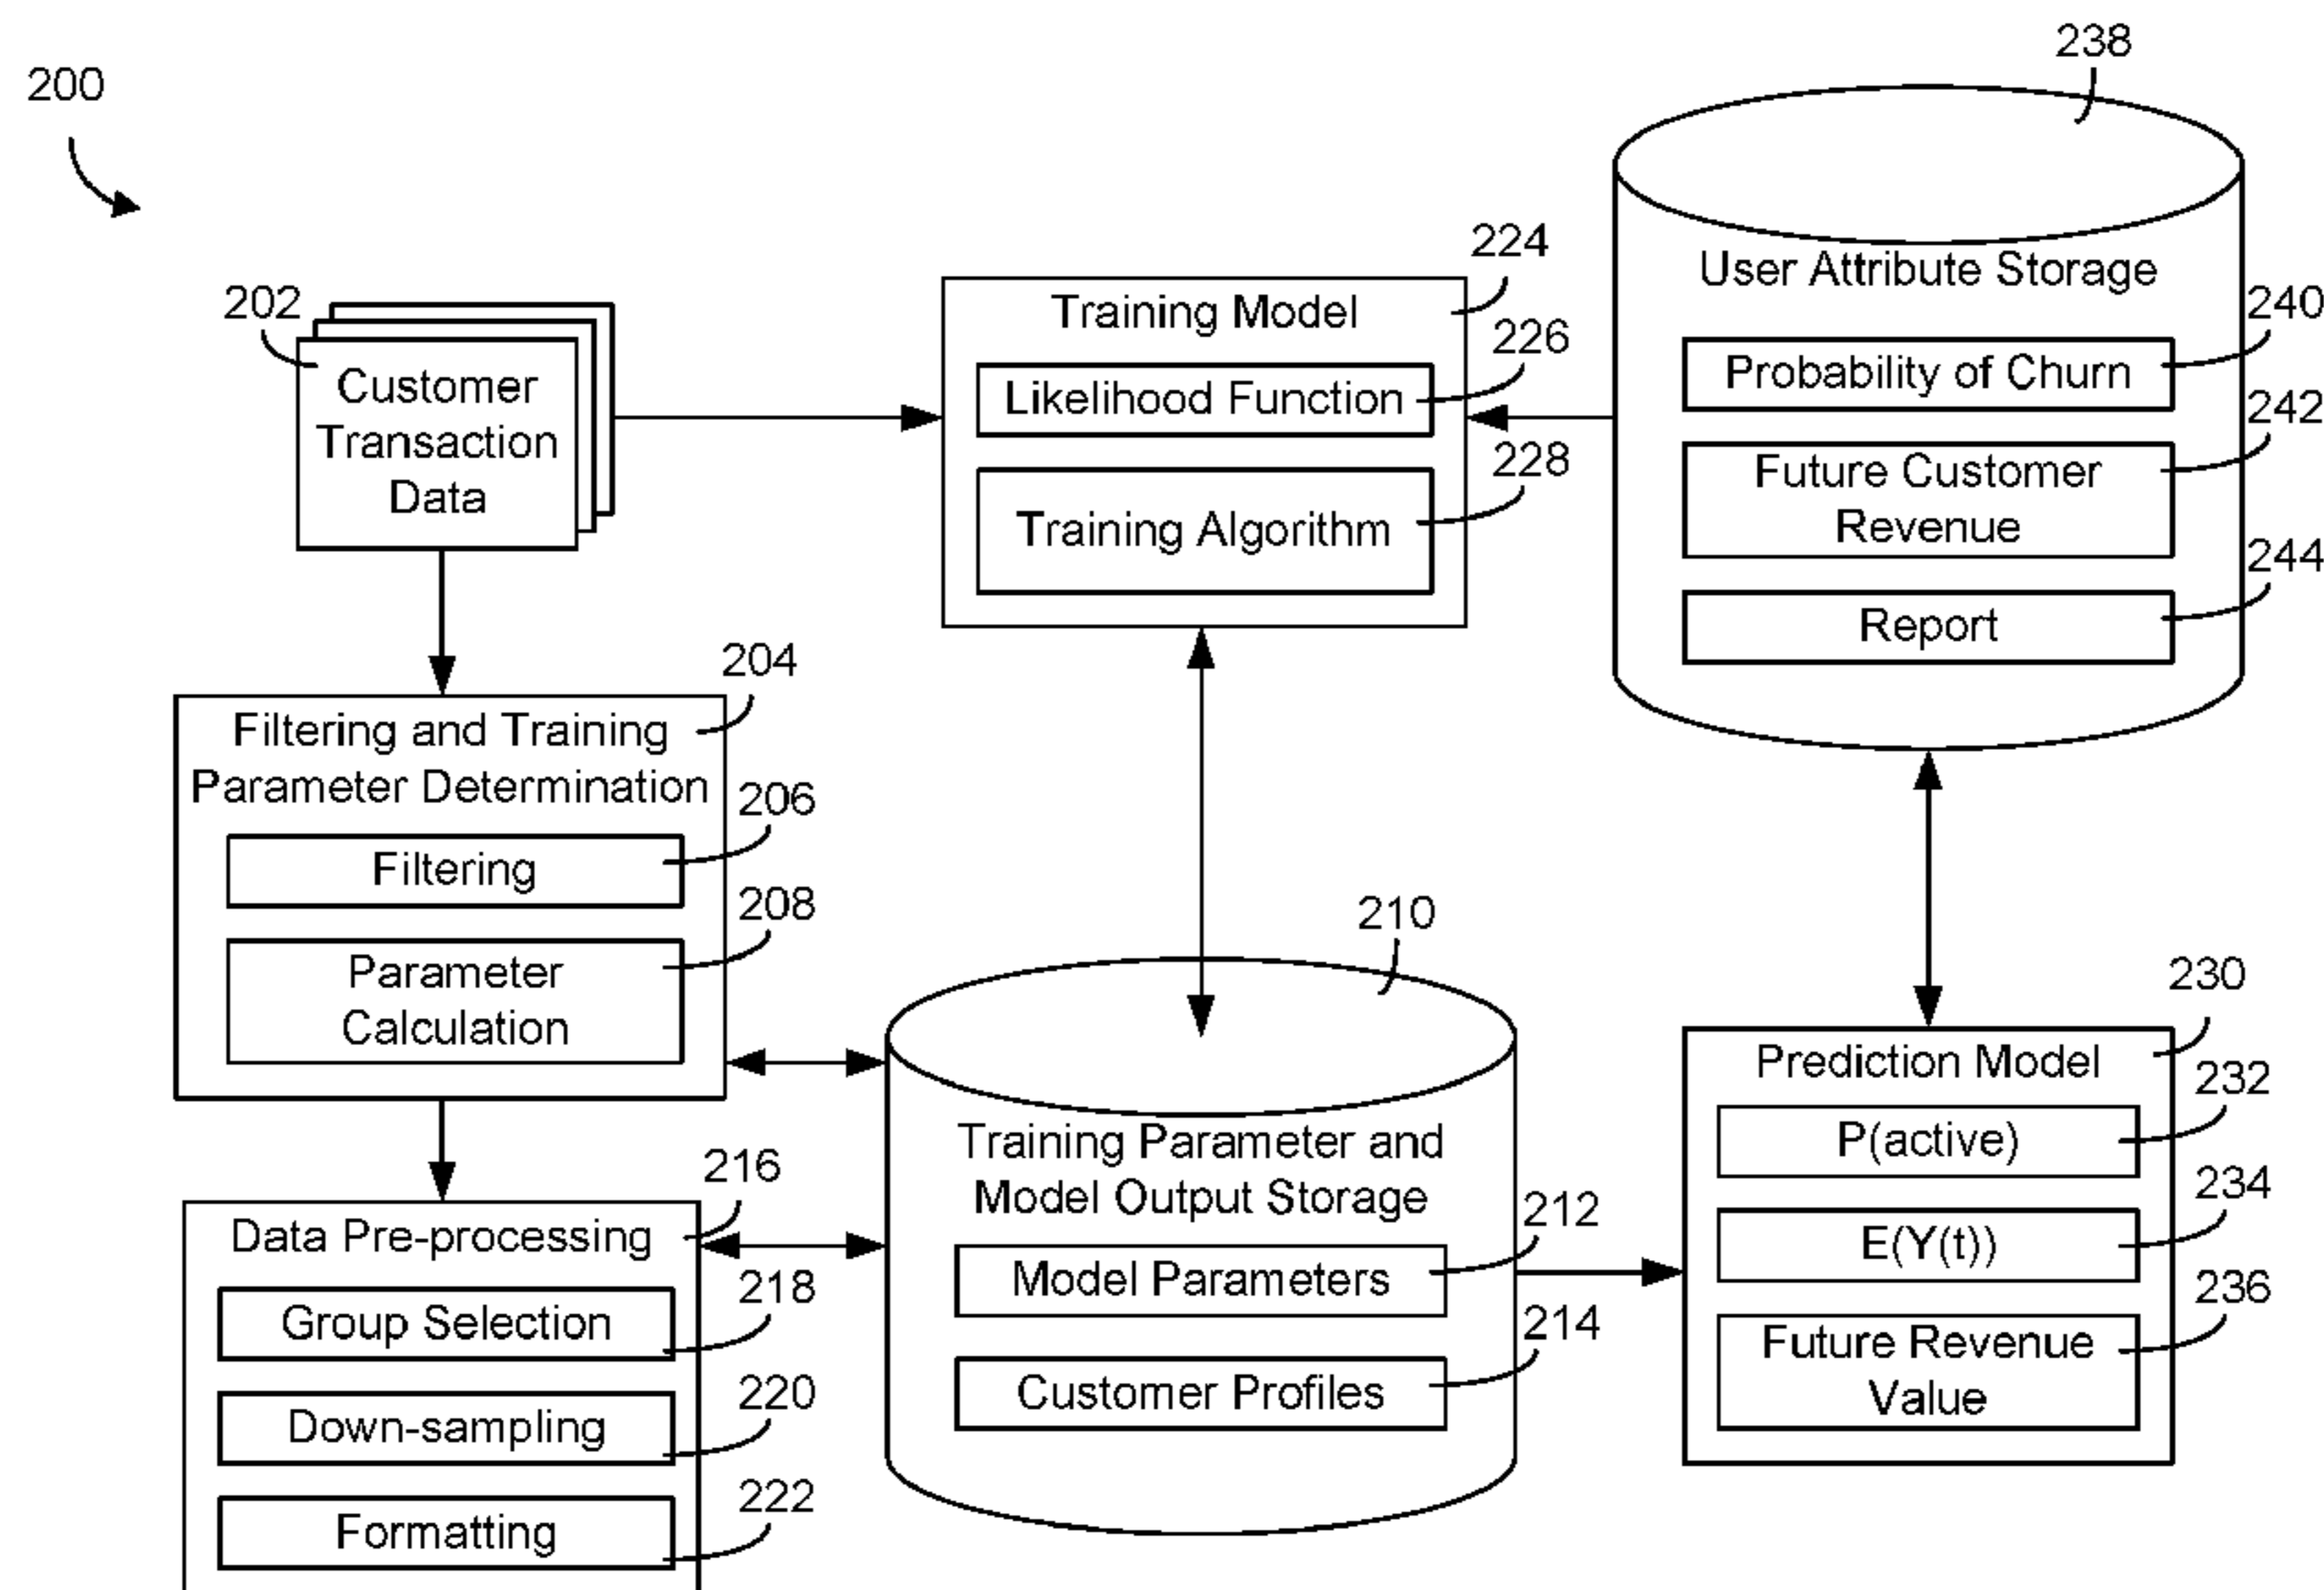 200
202
Customer
Transaction
Data
224
Training Model
226
Likelihood Function
228
Training Algorithm
238
User Attribute Storage
240
Probability of Churn
242
Future Customer
Revenue
244
Report
204
Filtering and Training
Parameter Determination
206
Filtering
208
Parameter
Calculation
210
Training Parameter and
Model Output Storage
212
Model Parameters
214
Customer Profiles
216
Data Pre-processing
218
Group Selection
220
Down-sampling
222
Formatting
230
Prediction Model
232
P(active)
234
E(Y(t))
236
Future Revenue
Value